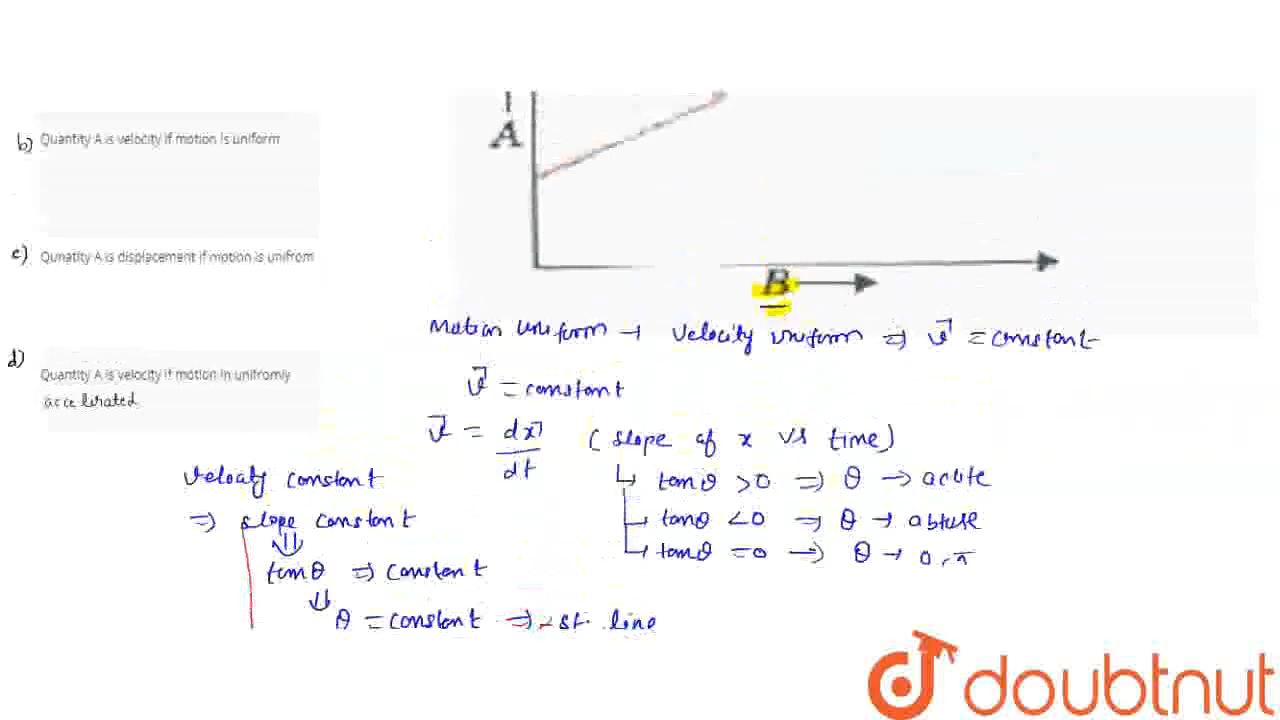 A
b) Quantity A is velocity if motion is uniform
c) Qunatity A is displacement if motion is unifrom
B
motion uniform → velocity uniform ⇒ v⃗ = constant
d)
Quantity A is velocity if motion in unifromly
accelerated
v⃗ = constant
v⃗ = dx⃗/dt (slope of x vs time)
velocity constant
↳ tanθ >0 ⇒ θ → acute
⇒ slope constant
↳ tanθ <0 ⇒ θ → obtuse
↳ tanθ =0 → θ → 0, π
⇓
tanθ ⇒ constant
⇓
θ = constant ⇒ st. line
doubtnut